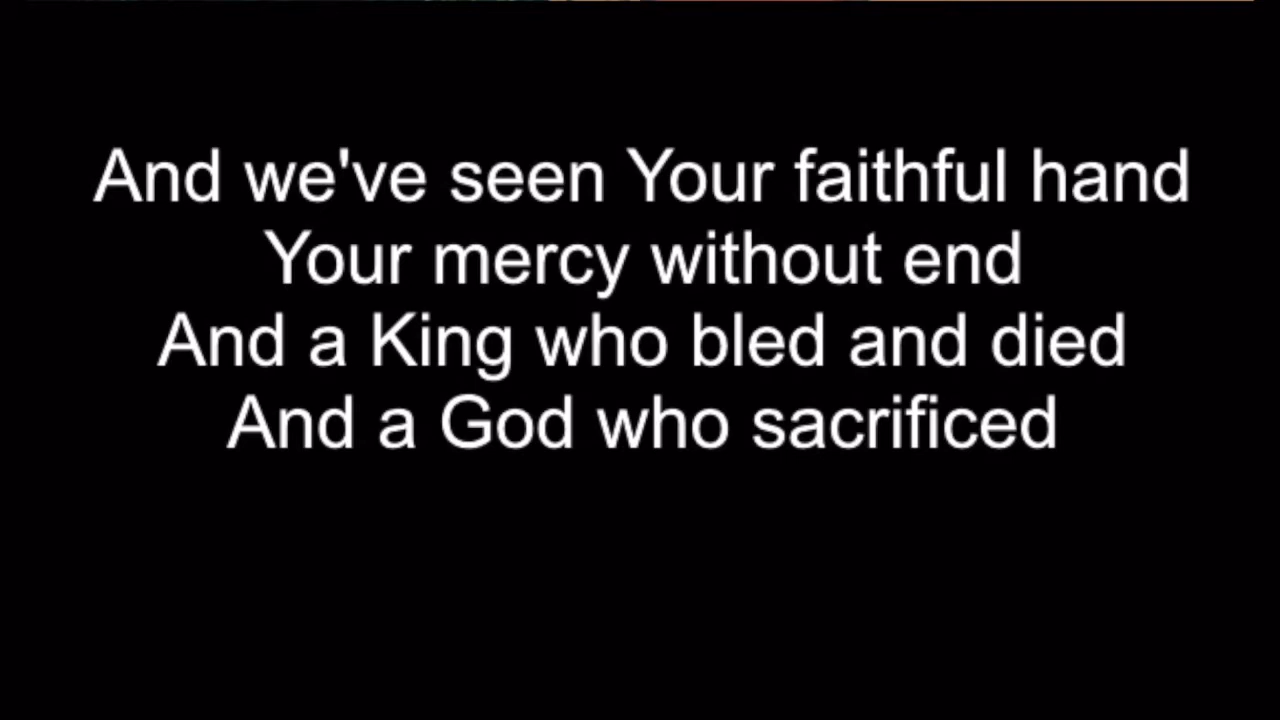 And we've seen Your faithful hand
Your mercy without end
And a King who bled and died
And a God who sacrificed